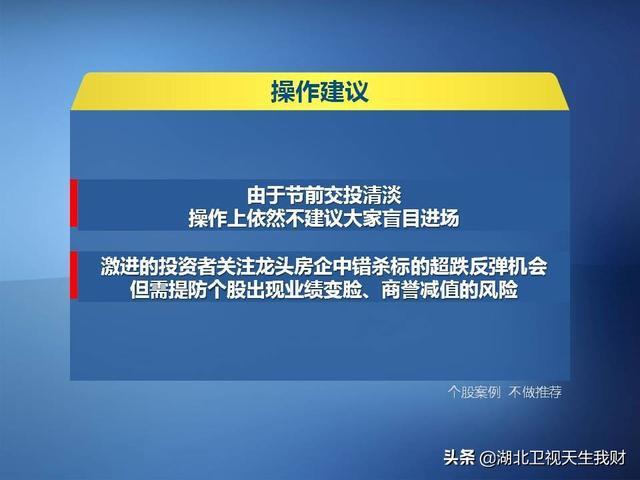 操作建议
由于节前交投清淡
操作上依然不建议大家盲目进场
激进的投资者关注龙头房企中错杀标的超跌反弹机会
但需提防个股出现业绩变脸、商誉减值的风险
个股案例 不做推荐
头条 @湖北卫视天生我财